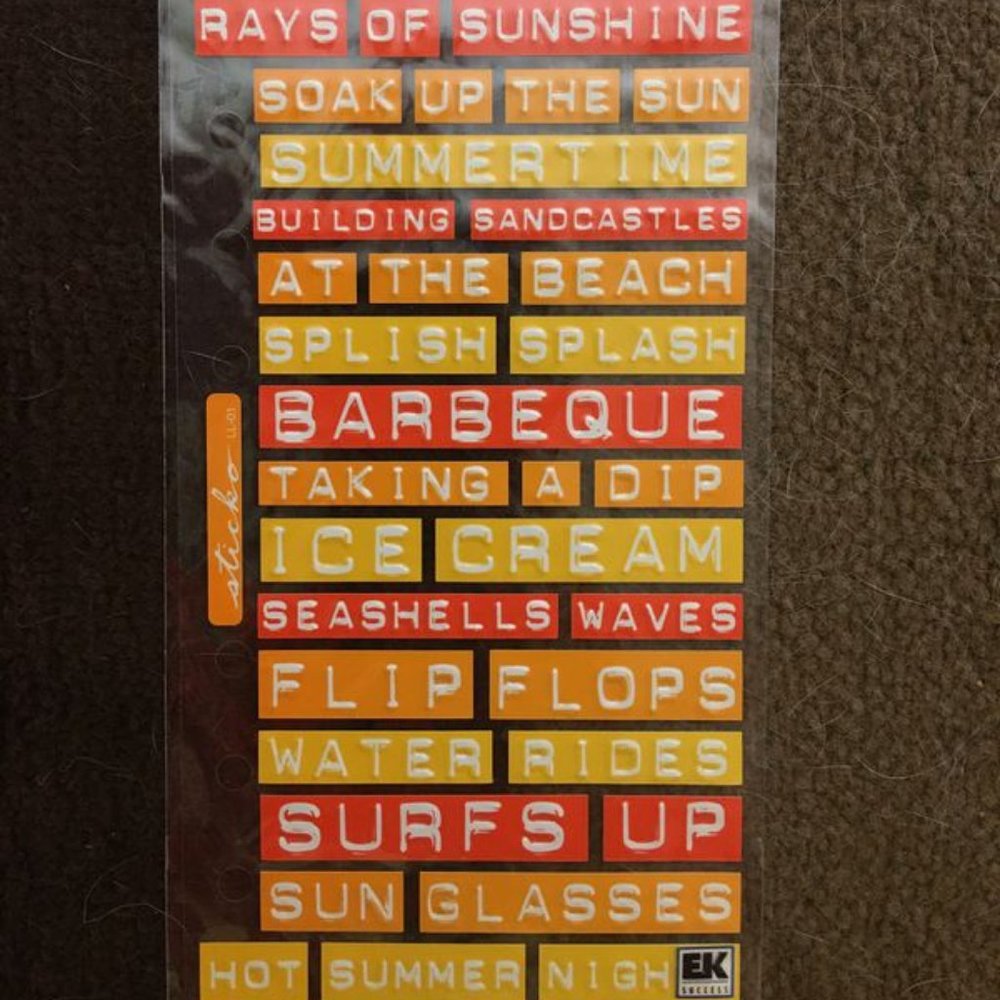 RAYS OF SUNSHINE
SOAK UP THE SUN
SUMMERTIME
BUILDING SANDCASTLES
AT THE BEACH
SPLISH SPLASH
BARBEQUE
TAKING A DIP
ICE CREAM
SEASHELLS WAVES
FLIP FLOPS
WATER RIDES
SURFS UP
SUN GLASSES
HOT SUMMER NIGH
EK
SUCCESS
sticko LL01